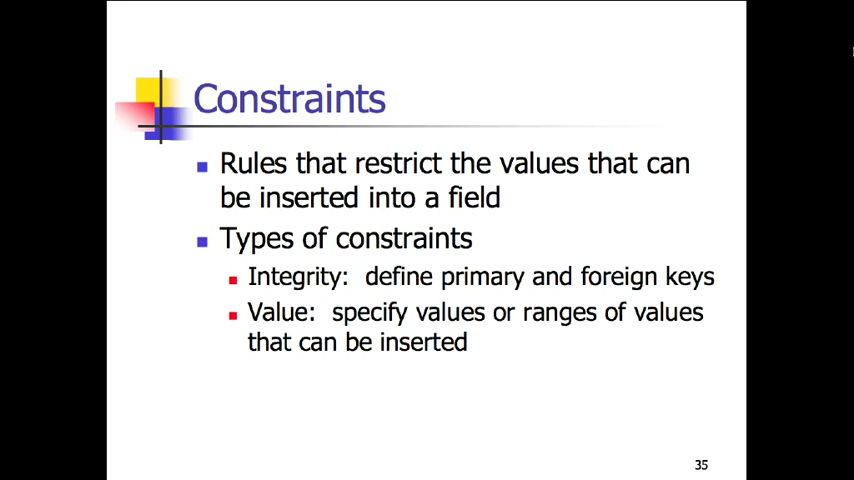 Constraints
Rules that restrict the values that can
be inserted into a field
Types of constraints
Integrity: define primary and foreign keys
Value: specify values or ranges of values
that can be inserted
35